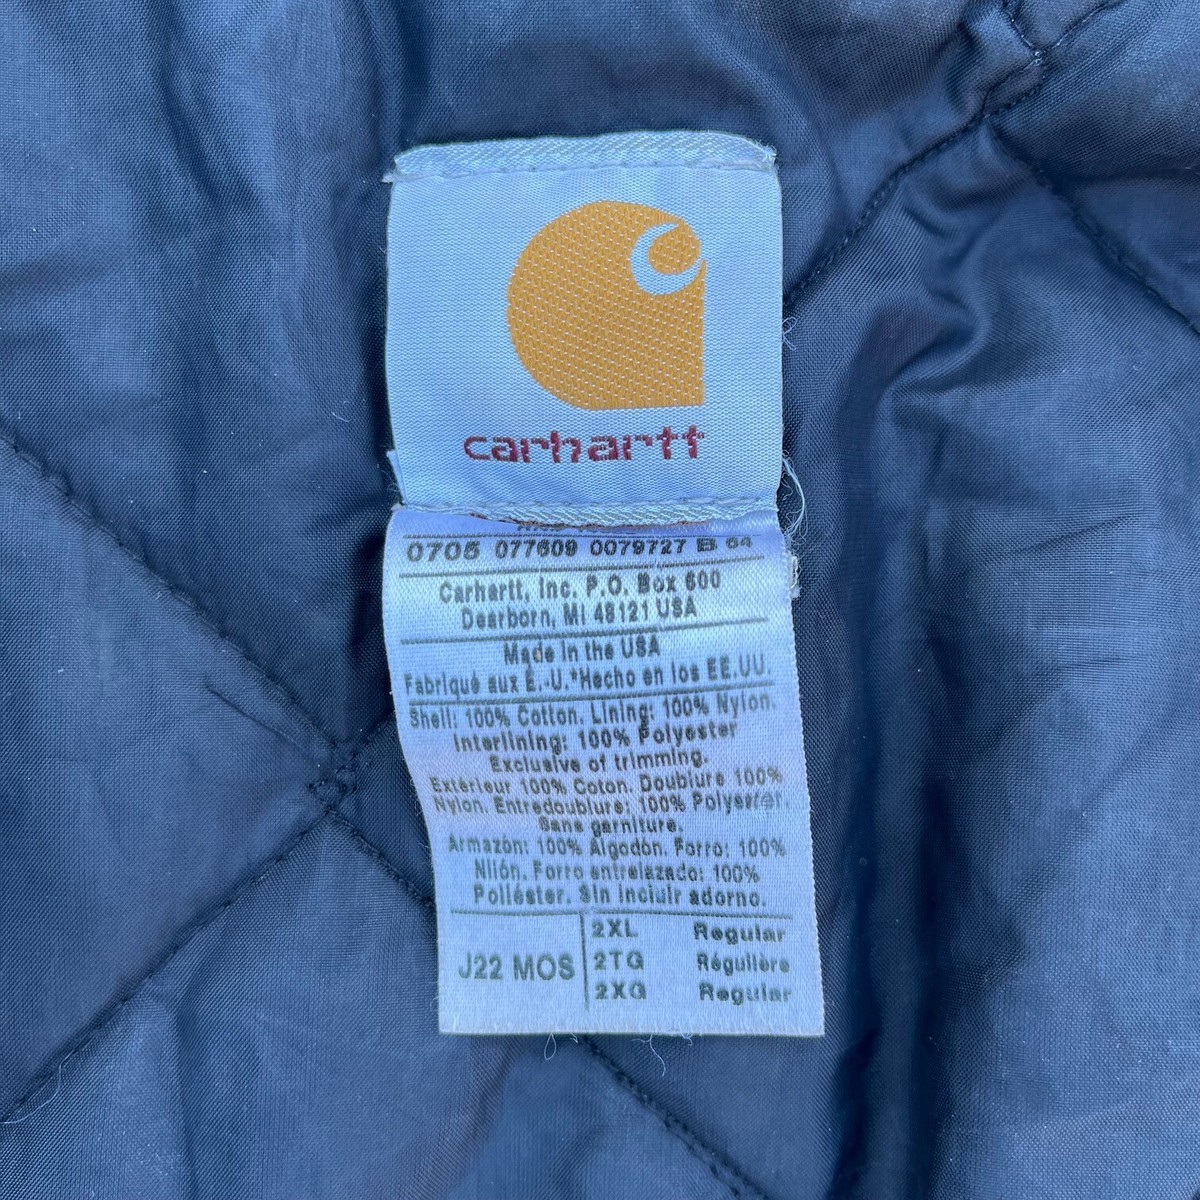 carhartt
0705 077609 0079727 B 04
Carhartt, Inc. P.O. Box 600
Dearborn, MI 48121 USA
Made in the USA
Fabriqué aux E.-U.*Hecho en los EE.UU.
Shell: 100% Cotton. Lining: 100% Nylon.
Interlining: 100% Polyester
Exclusive of trimming.
Extérieur 100% Coton. Doublure 100%
Nylon. Entredoublure: 100% Polyester.
Sans garniture.
Armazón: 100% Algodón. Forro: 100%
Nilón. Forro entrelazado: 100%
Poliéster. Sin incluir adorno.
J22 MOS
2XL Regular
2TG Régulière
2XG Regular